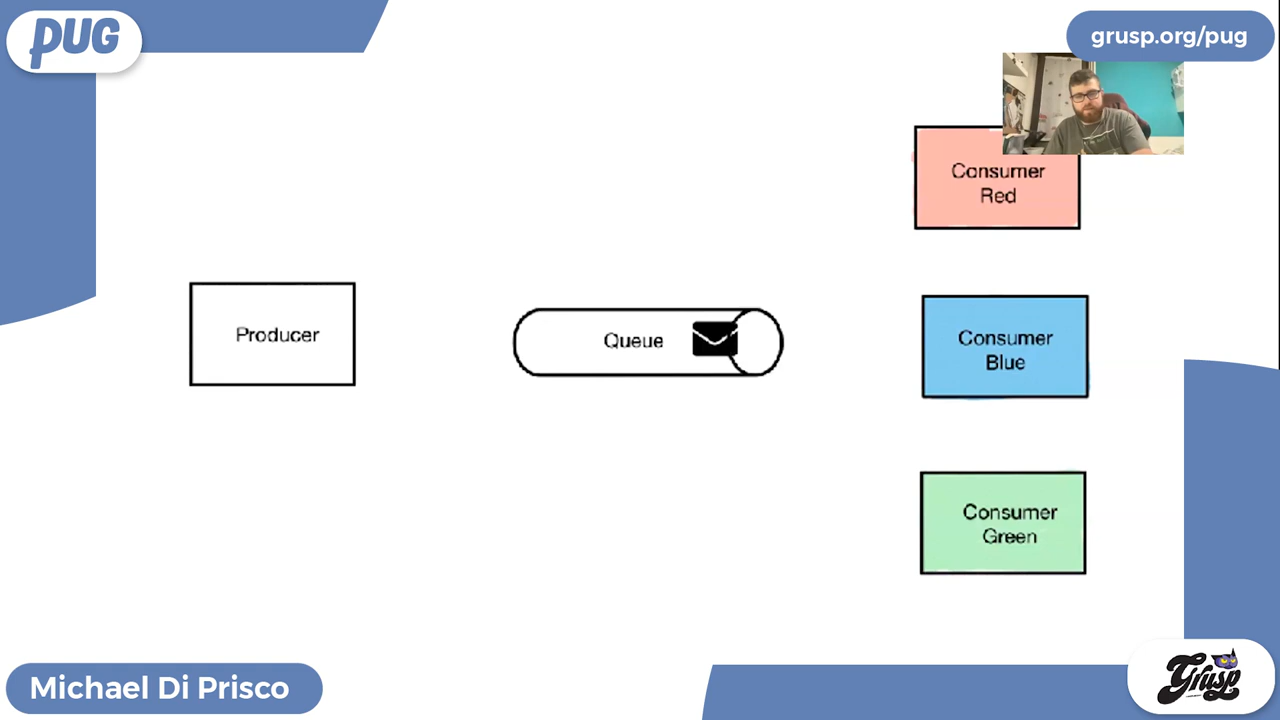 PUG
grusp.org/pug
Consumer
Red
Producer
Queue
Consumer
Blue
Consumer
Green
Michael Di Prisco
Grusp